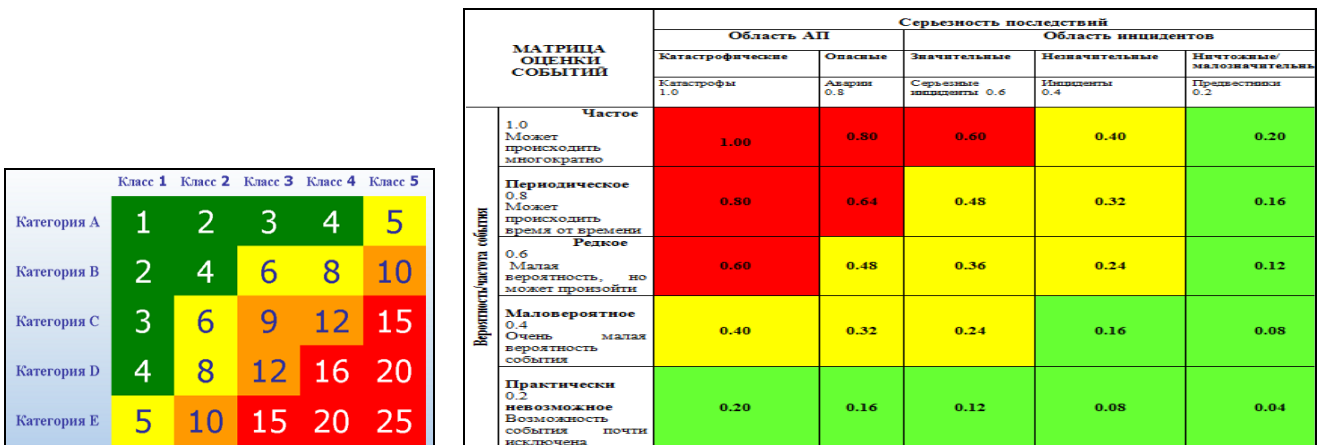 Класс 1 Класс 2 Класс 3 Класс 4 Класс 5
Категория A 1 2 3 4 5
Категория B 2 4 6 8 10
Категория C 3 6 9 12 15
Категория D 4 8 12 16 20
Категория E 5 10 15 20 25
МАТРИЦА
ОЦЕНКИ
СОБЫТИЙ
Серьезность последствий
Область АП Область инцидентов
Катастрофические Опасные Значительные Незначительные Ничтожные/
малозначительны
Катастрофы Аварии Серьезные Инциденты Предвестники
1.0 0.8 инциденты 0.6 0.4 0.2
Вероятность/частота события
Частое
1.0
Может
происходить
многократно
1.00 0.80 0.60 0.40 0.20
Периодическое
0.8
Может
происходить
время от времени
0.80 0.64 0.48 0.32 0.16
Редкое
0.6
Малая
вероятность, но
может произойти
0.60 0.48 0.36 0.24 0.12
Маловероятное
0.4
Очень малая
вероятность
события
0.40 0.32 0.24 0.16 0.08
Практически
0.2
невозможное
Возможность
события почти
исключена
0.20 0.16 0.12 0.08 0.04